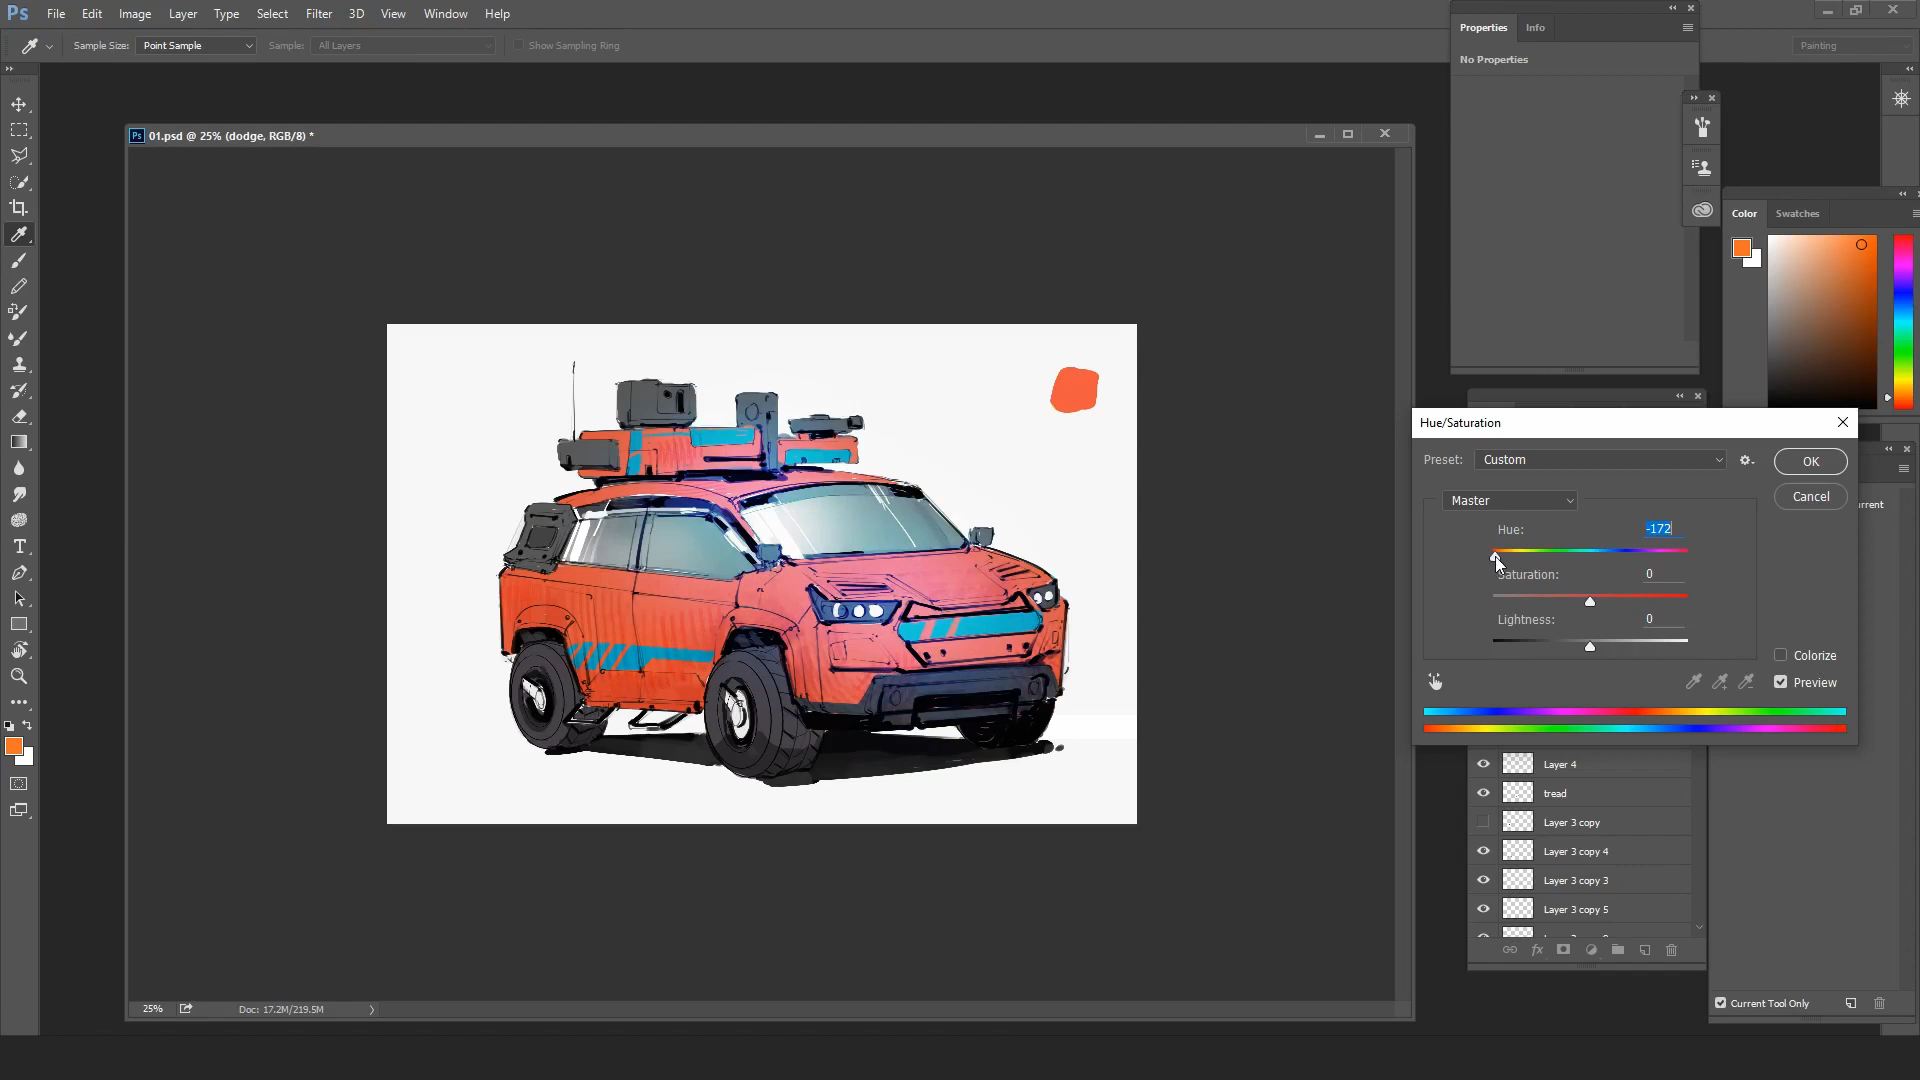 Ps File Edit Image Layer Type Select Filter 3D View Window Help
Sample Size: Point Sample Sample: All Layers Show Sampling Ring Painting
Properties Info
No Properties
Ps 01.psd @ 25% (dodge, RGB/8) *
Color Swatches
Hue/Saturation
Preset: Custom OK
Master Cancel
Hue: -172
Saturation: 0
Lightness: 0
Colorize
Preview
Layer 4
tread
Layer 3 copy
Layer 3 copy 4
Layer 3 copy 3
Layer 3 copy 5
fx
25% Doc: 17.2M/219.5M
Current Tool Only